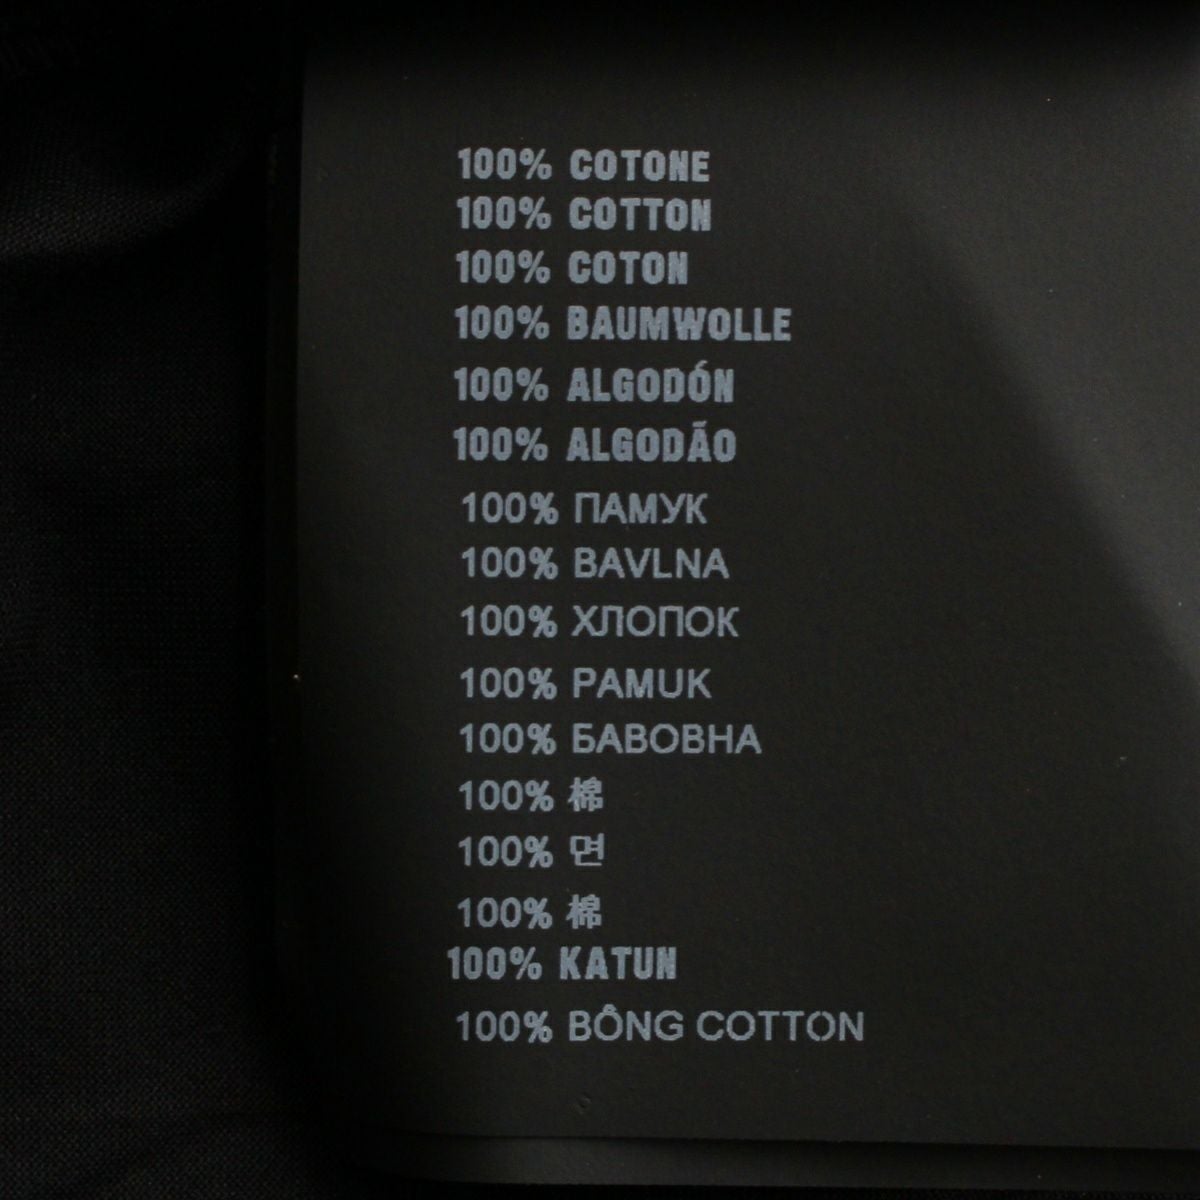 100% COTONE
100% COTTON
100% COTON
100% BAUMWOLLE
100% ALGODÓN
100% ALGODÃO
100% ПАМУК
100% BAVLNA
100% ХЛОПОК
100% PAMUK
100% БАВОВНА
100% 棉
100% 면
100% 棉
100% KATUN
100% BÔNG COTTON